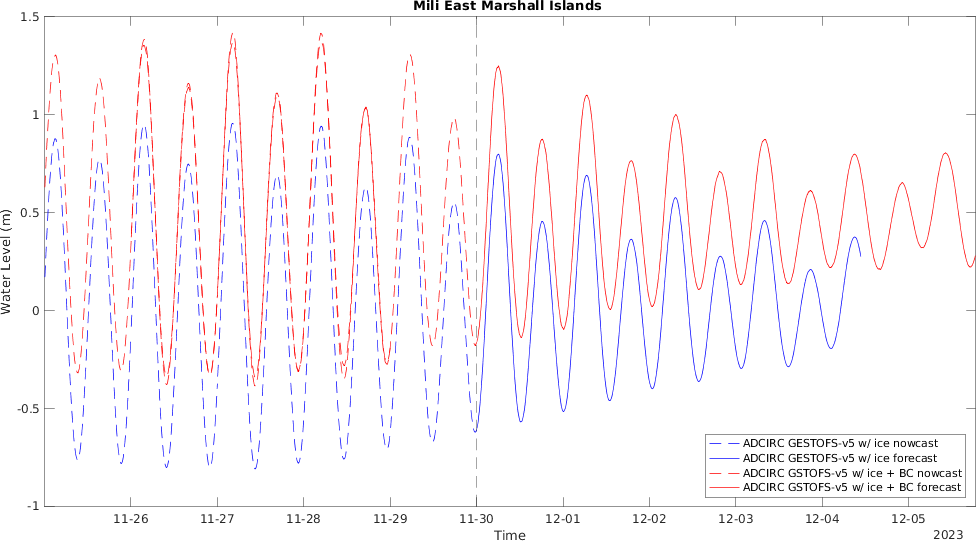 Mili East Marshall Islands
1.5
1
0.5
0
-0.5
-1
Water Level (m)
11-26
11-27
11-28
11-29
11-30
12-01
12-02
12-03
12-04
12-05
Time
2023
ADCIRC GESTOFS-v5 w/ ice nowcast
ADCIRC GESTOFS-v5 w/ ice forecast
ADCIRC GSTOFS-v5 w/ ice + BC nowcast
ADCIRC GSTOFS-v5 w/ ice + BC forecast